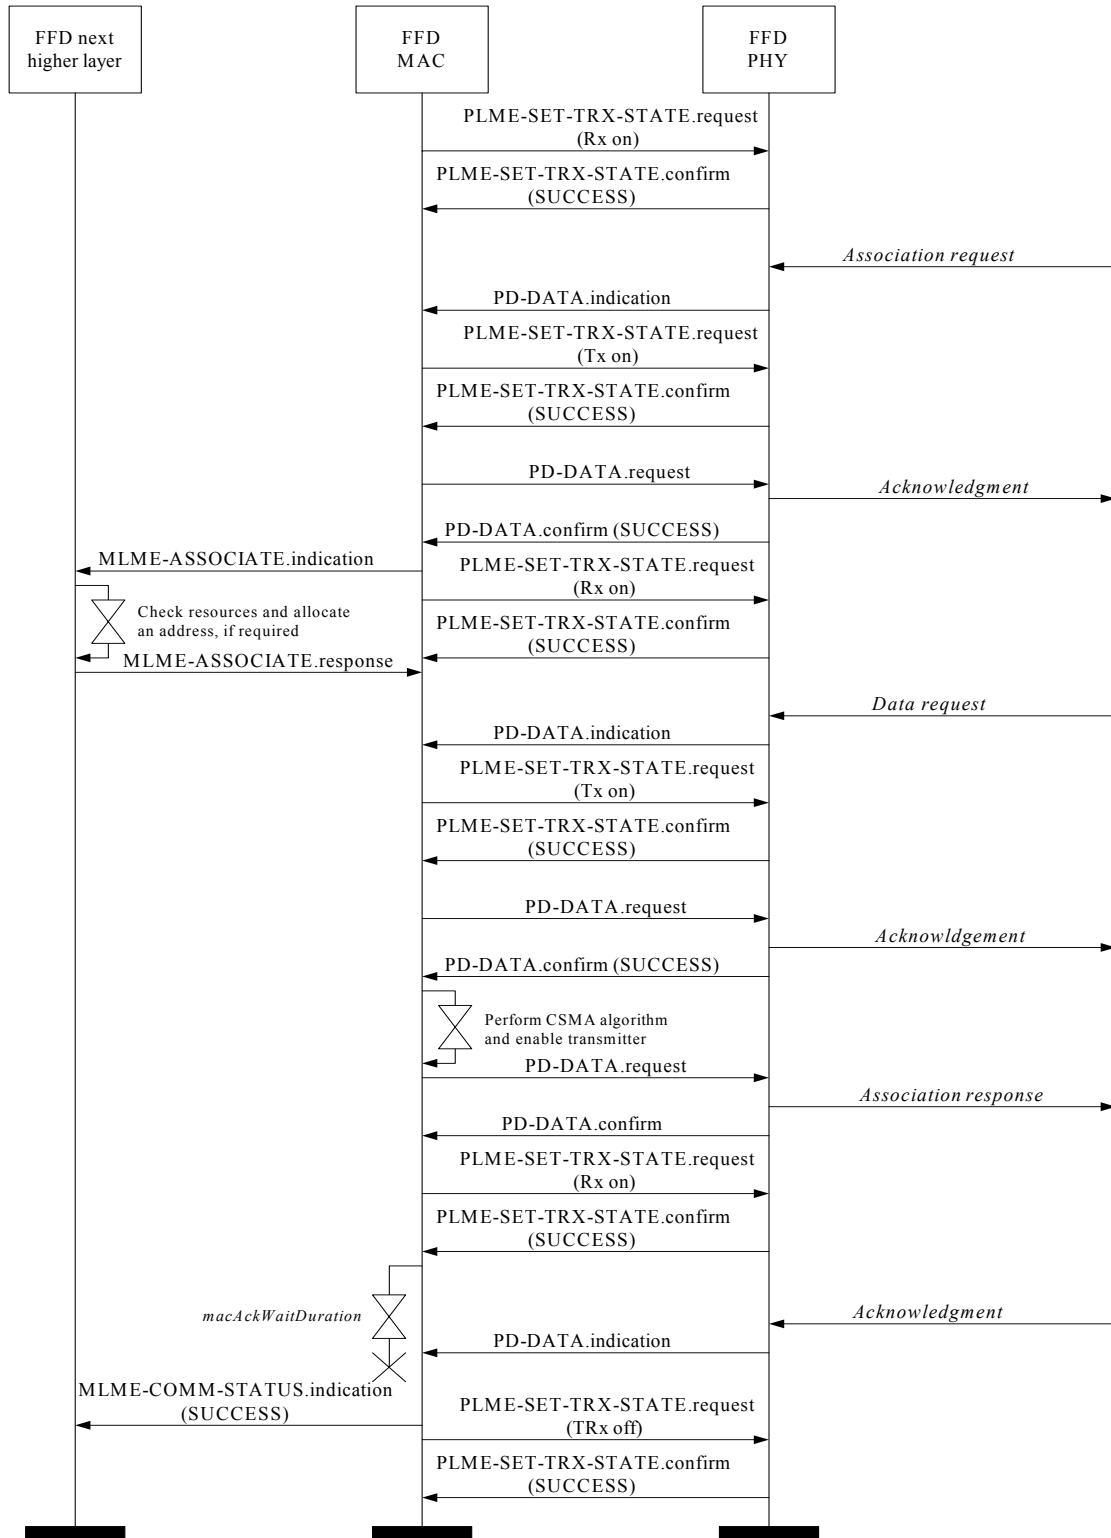 FFD next
higher layer
FFD
MAC
FFD
PHY
PLME-SET-TRX-STATE.request
(Rx on)
PLME-SET-TRX-STATE.confirm
(SUCCESS)
Association request
PD-DATA.indication
PLME-SET-TRX-STATE.request
(Tx on)
PLME-SET-TRX-STATE.confirm
(SUCCESS)
PD-DATA.request
Acknowledgment
PD-DATA.confirm (SUCCESS)
MLME-ASSOCIATE.indication
PLME-SET-TRX-STATE.request
(Rx on)
Check resources and allocate
an address, if required
PLME-SET-TRX-STATE.confirm
(SUCCESS)
MLME-ASSOCIATE.response
Data request
PD-DATA.indication
PLME-SET-TRX-STATE.request
(Tx on)
PLME-SET-TRX-STATE.confirm
(SUCCESS)
PD-DATA.request
Acknowldgement
PD-DATA.confirm (SUCCESS)
Perform CSMA algorithm
and enable transmitter
PD-DATA.request
Association response
PD-DATA.confirm
PLME-SET-TRX-STATE.request
(Rx on)
PLME-SET-TRX-STATE.confirm
(SUCCESS)
macAckWaitDuration
Acknowledgment
PD-DATA.indication
MLME-COMM-STATUS.indication
(SUCCESS)
PLME-SET-TRX-STATE.request
(TRx off)
PLME-SET-TRX-STATE.confirm
(SUCCESS)